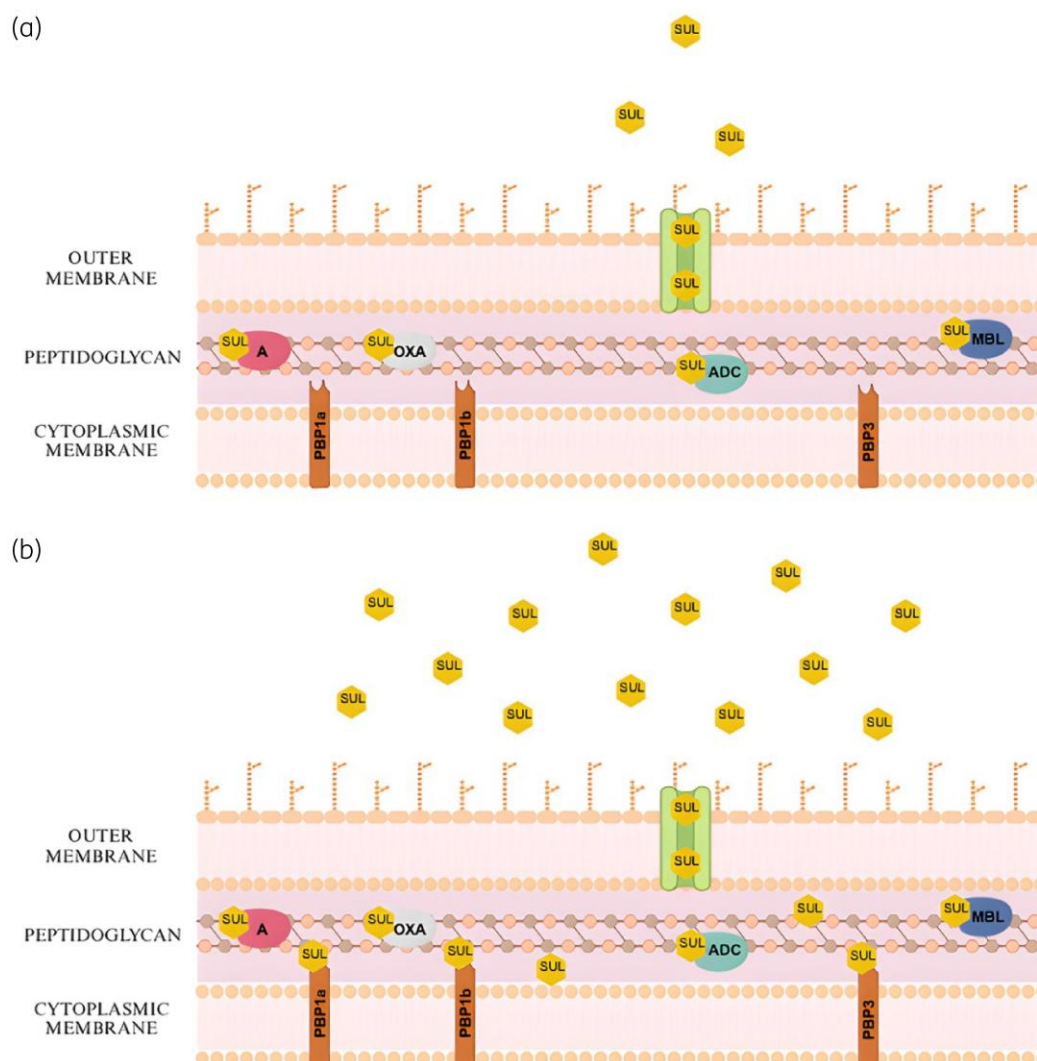 (a)
SUL
SUL
SUL
SUL
OUTER
MEMBRANE
SUL
SUL A
SUL OXA
SUL MBL
PEPTIDOGLYCAN
SUL ADC
CYTOPLASMIC
MEMBRANE
PBP1a
PBP1b
PBP3
(b)
SUL
SUL
SUL
SUL
SUL
SUL
SUL
SUL
SUL
SUL
SUL
SUL
SUL
SUL
OUTER
MEMBRANE
SUL
SUL
SUL A
SUL OXA
SUL
SUL MBL
PEPTIDOGLYCAN
SUL
SUL
SUL
SUL ADC
SUL
CYTOPLASMIC
MEMBRANE
PBP1a
PBP1b
PBP3